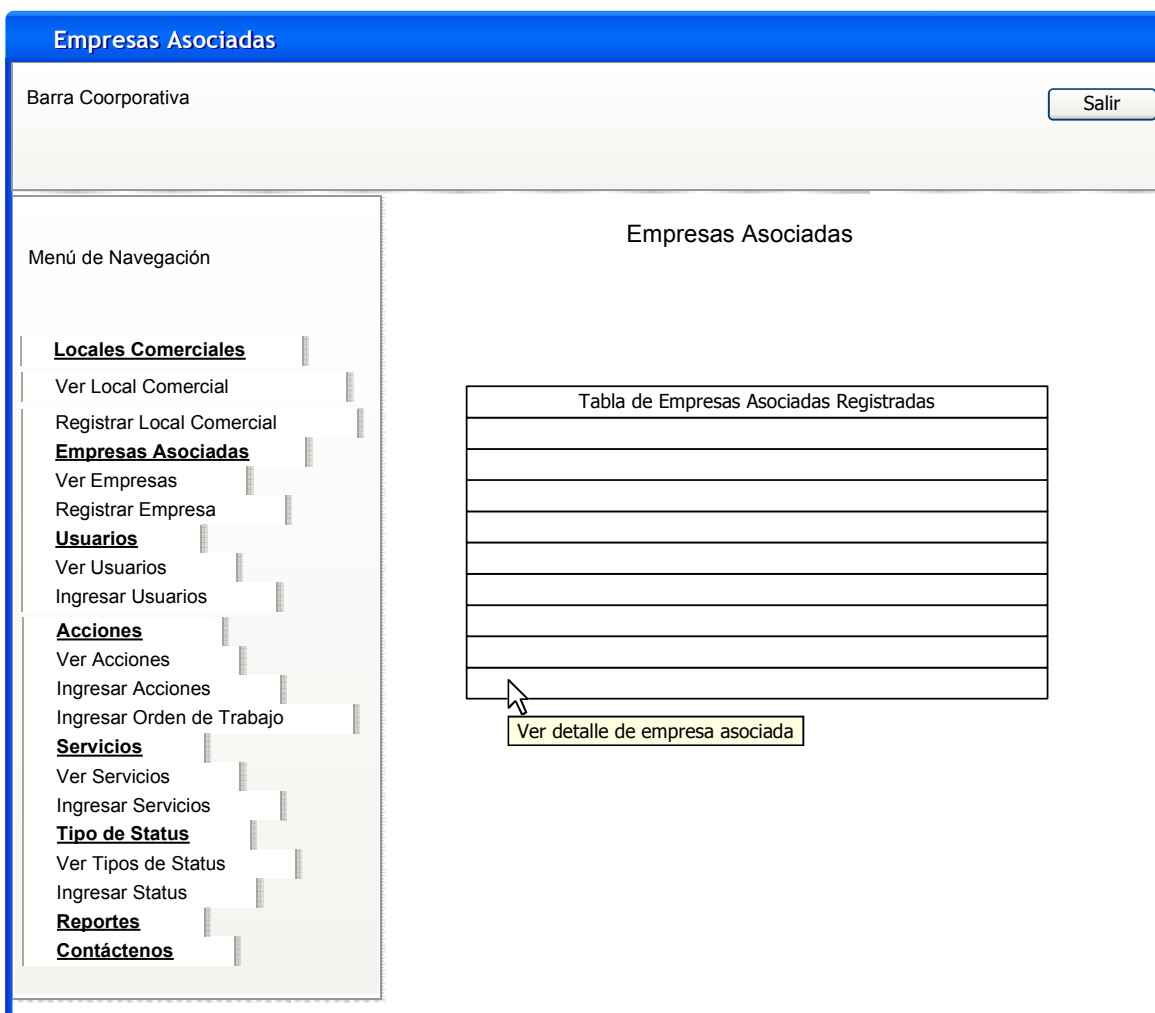 Empresas Asociadas
Barra Coorporativa
Salir
Menú de Navegación
Locales Comerciales
Ver Local Comercial
Registrar Local Comercial
Empresas Asociadas
Ver Empresas
Registrar Empresa
Usuarios
Ver Usuarios
Ingresar Usuarios
Acciones
Ver Acciones
Ingresar Acciones
Ingresar Orden de Trabajo
Servicios
Ver Servicios
Ingresar Servicios
Tipo de Status
Ver Tipos de Status
Ingresar Status
Reportes
Contáctenos
Empresas Asociadas
Tabla de Empresas Asociadas Registradas
Ver detalle de empresa asociada